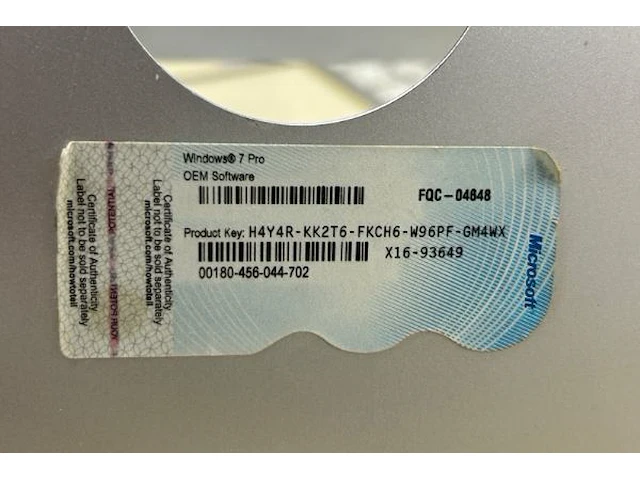 Windows® 7 Pro
OEM Software
FQC-04648
Product Key: H4Y4R-KK2T6-FKCH6-W96PF-GM4WX
X16-93649
00180-456-044-702
Microsoft
Certificate of Authenticity
Label not to be sold separately
microsoft.com/howtotell
Certificate of Authenticity
Label not to be sold separately
microsoft.com/howtotell